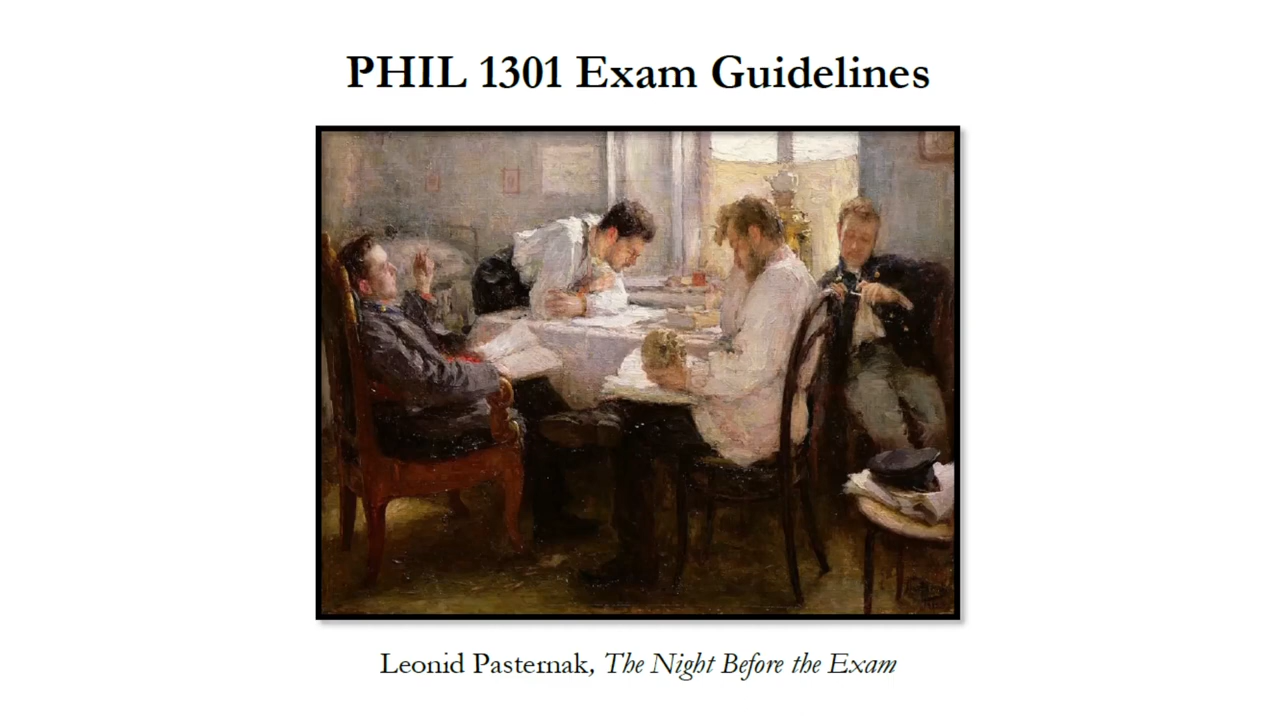 PHIL 1301 Exam Guidelines
Leonid Pasternak, The Night Before the Exam